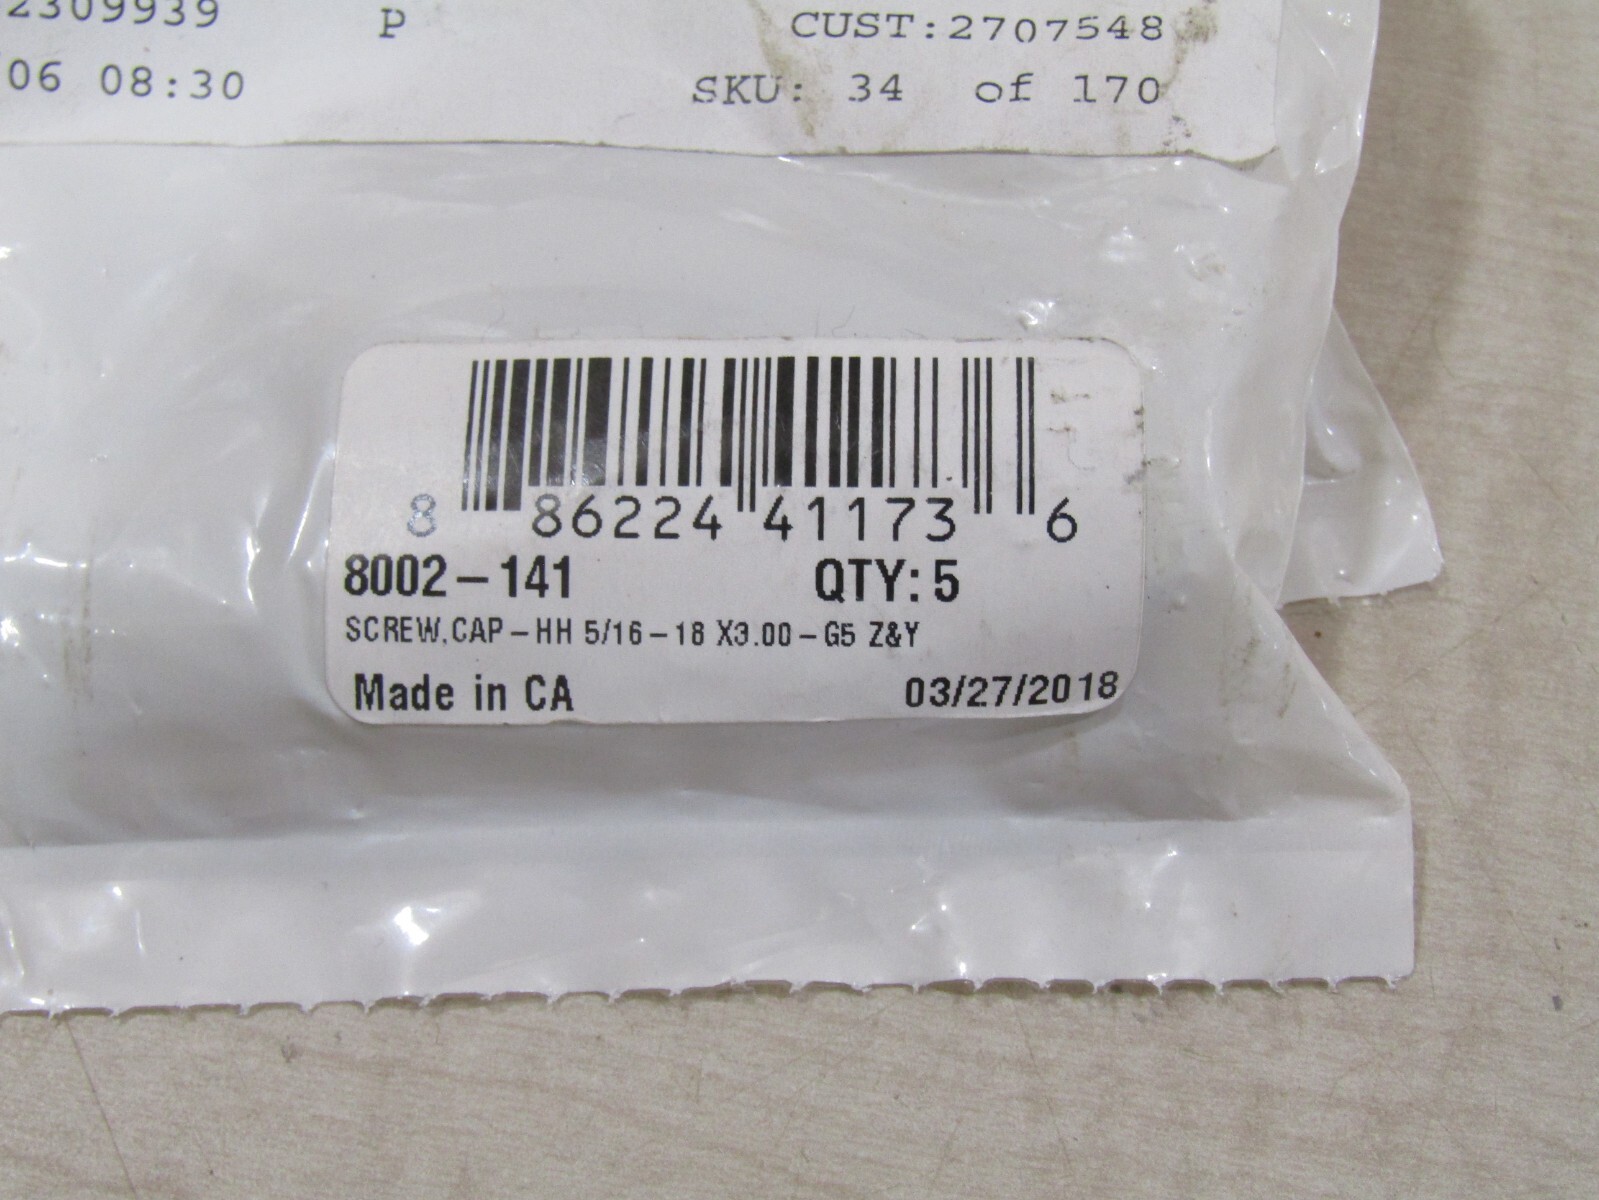 2309939 P CUST:2707548
06 08:30 SKU: 34 of 170
8 86224 41173 6
8002-141 QTY: 5
SCREW,CAP-HH 5/16-18 X3.00-G5 Z&Y
Made in CA 03/27/2018